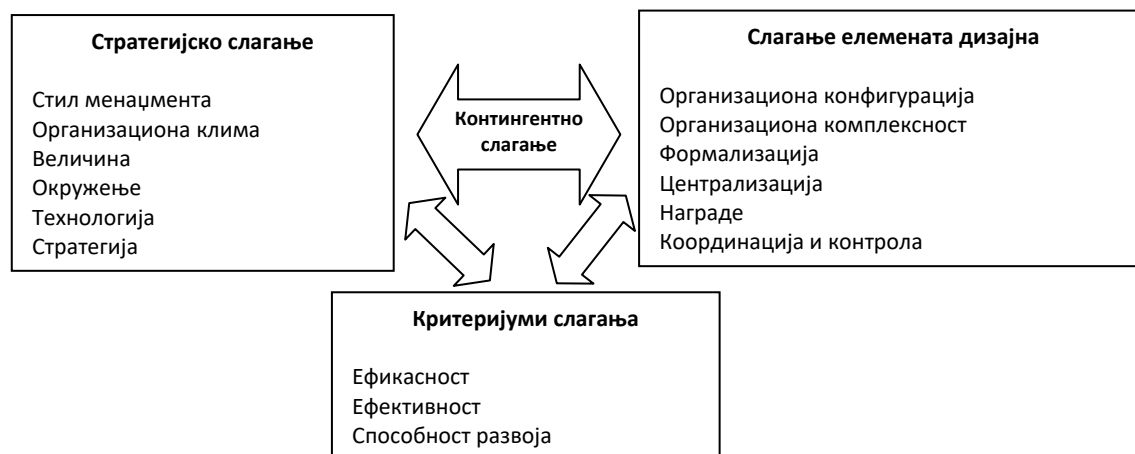 Стратегијско слагање
Стил менаџмента
Организациона клима
Величина
Окружење
Технологија
Стратегија
Контингентно
слагање
Слагање елемената дизајна
Организациона конфигурација
Организациона комплексност
Формализација
Централизација
Награде
Координација и контрола
Критеријуми слагања
Ефикасност
Ефективност
Способност развоја